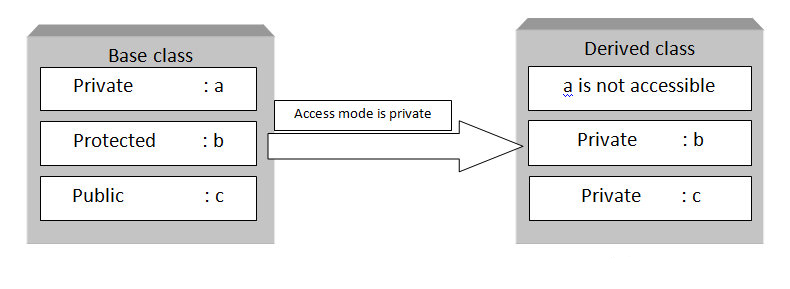 Base class
Private : a
Protected : b
Public : c
Access mode is private
Derived class
a is not accessible
Private : b
Private : c